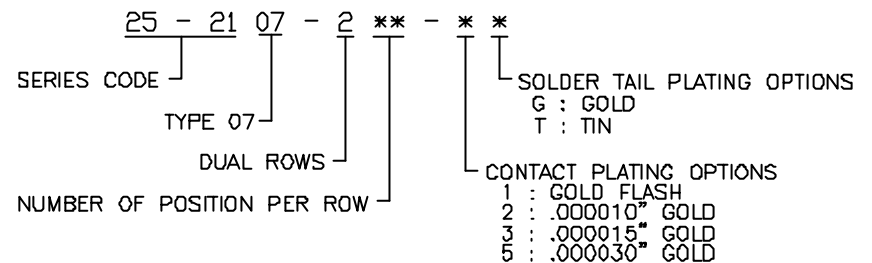 25 - 21 07 - 2 ** - * *
SERIES CODE
SOLDER TAIL PLATING OPTIONS
G : GOLD
T : TIN
TYPE 07
DUAL ROWS
CONTACT PLATING OPTIONS
1 : GOLD FLASH
2 : .000010" GOLD
3 : .000015" GOLD
5 : .000030" GOLD
NUMBER OF POSITION PER ROW